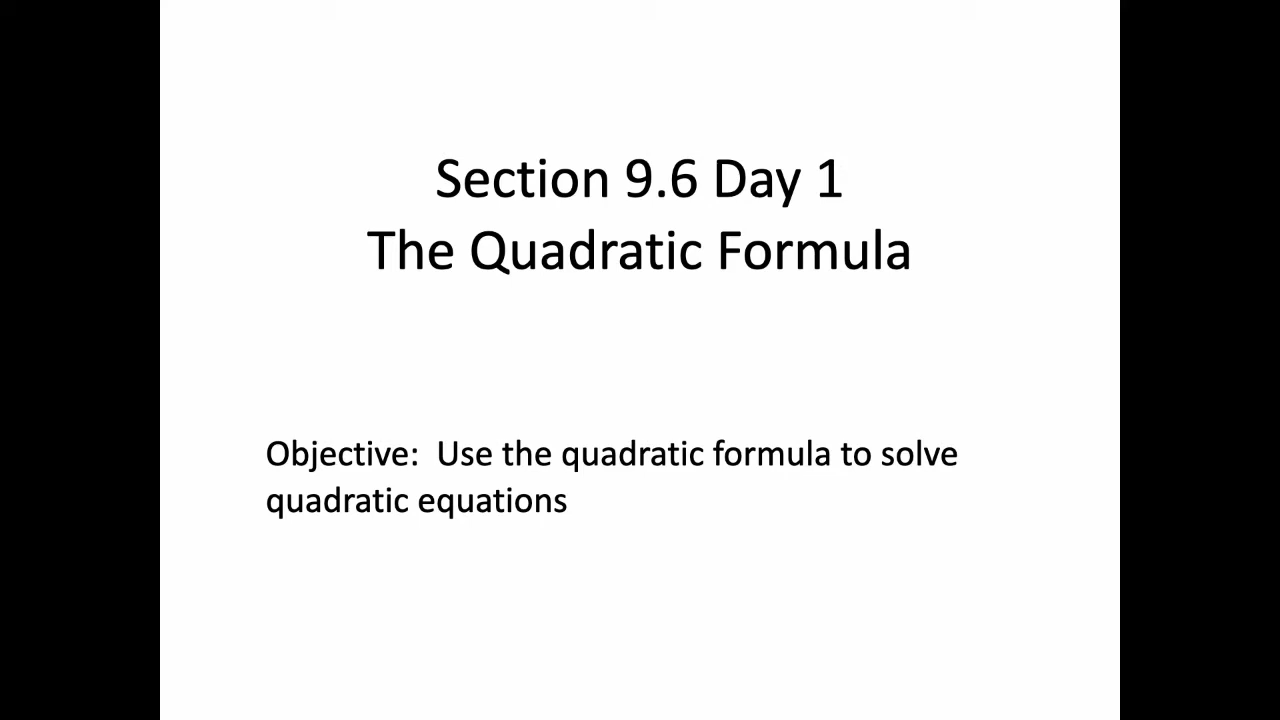 Section 9.6 Day 1
The Quadratic Formula
Objective:  Use the quadratic formula to solve
quadratic equations